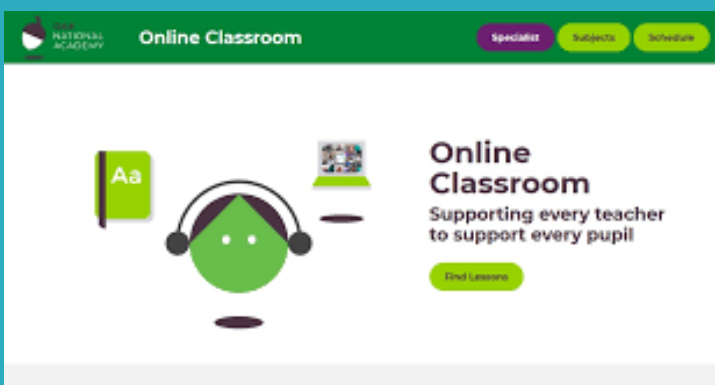 OAK
NATIONAL
ACADEMY
Online Classroom
Specialist
Subjects
Schedule
Aa
Online
Classroom
Supporting every teacher
to support every pupil
Find Lessons